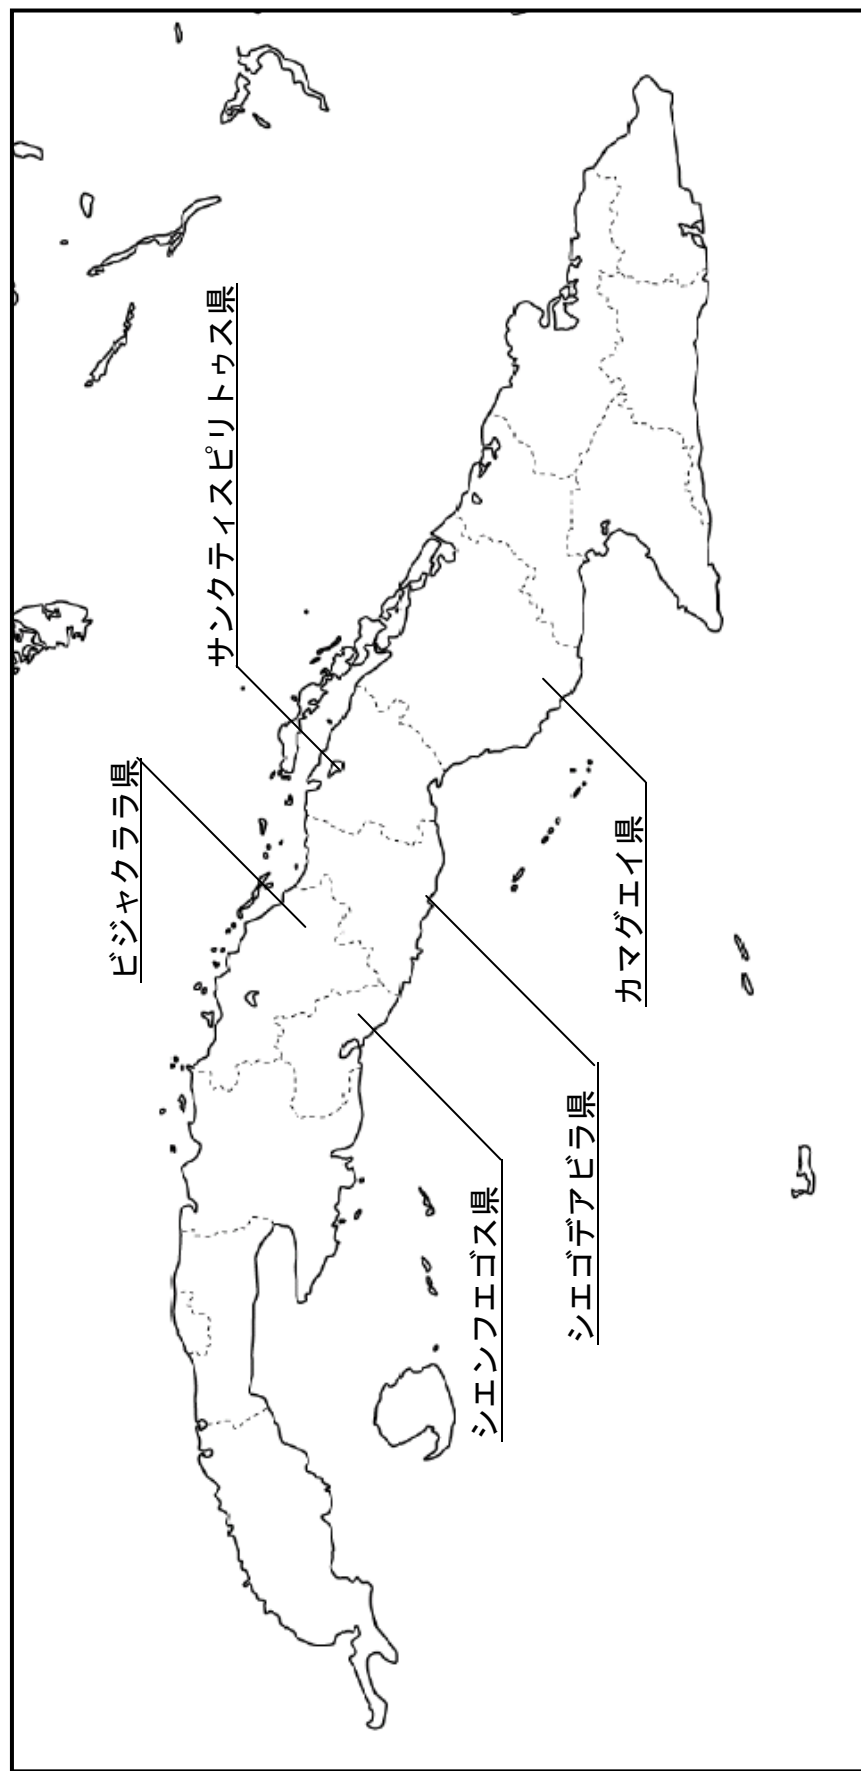 ビジャクララ県
サンクティスピリトゥス県
シエンフエゴス県
シエゴデアビラ県
カマグエイ県